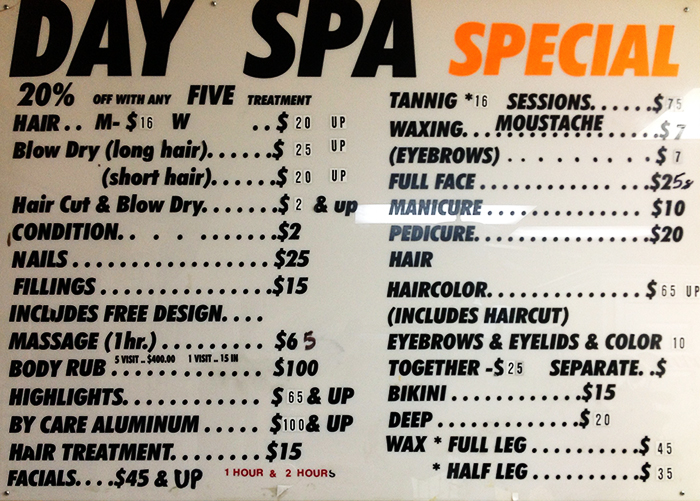 DAY SPA SPECIAL
20% OFF WITH ANY FIVE TREATMENT
HAIR.. M-$16 W ..$ 20 UP
Blow Dry (long hair)......$ 25 UP
(short hair)......$ 20 UP
Hair Cut & Blow Dry.......$ 2 & up
CONDITION.. . . .......$2
NAILS....................$25
FILLINGS................$15
INCLUDES FREE DESIGN....
MASSAGE (1hr.)...........$65
5 VISIT _ $400.00 1 VISIT _ 15 IN
BODY RUB................$100
HIGHLIGHTS..............$ 65 & UP
BY CARE ALUMINUM.....$100& UP
HAIR TREATMENT........$15
FACIALS....$45 & UP 1 HOUR & 2 HOURS
TANNIG *16 SESSIONS......$75
WAXING...MOUSTACHE.....$7
(EYEBROWS).........$ 7
FULL FACE................$25
MANICURE...............$10
PEDICURE................$20
HAIR
HAIRCOLOR...............$ 65 UP
(INCLUDES HAIRCUT)
EYEBROWS & EYELIDS & COLOR 10
TOGETHER -$25 SEPARATE..$
BIKINI..................$15
DEEP.................$ 20
WAX * FULL LEG...........$ 45
* HALF LEG...........$ 35